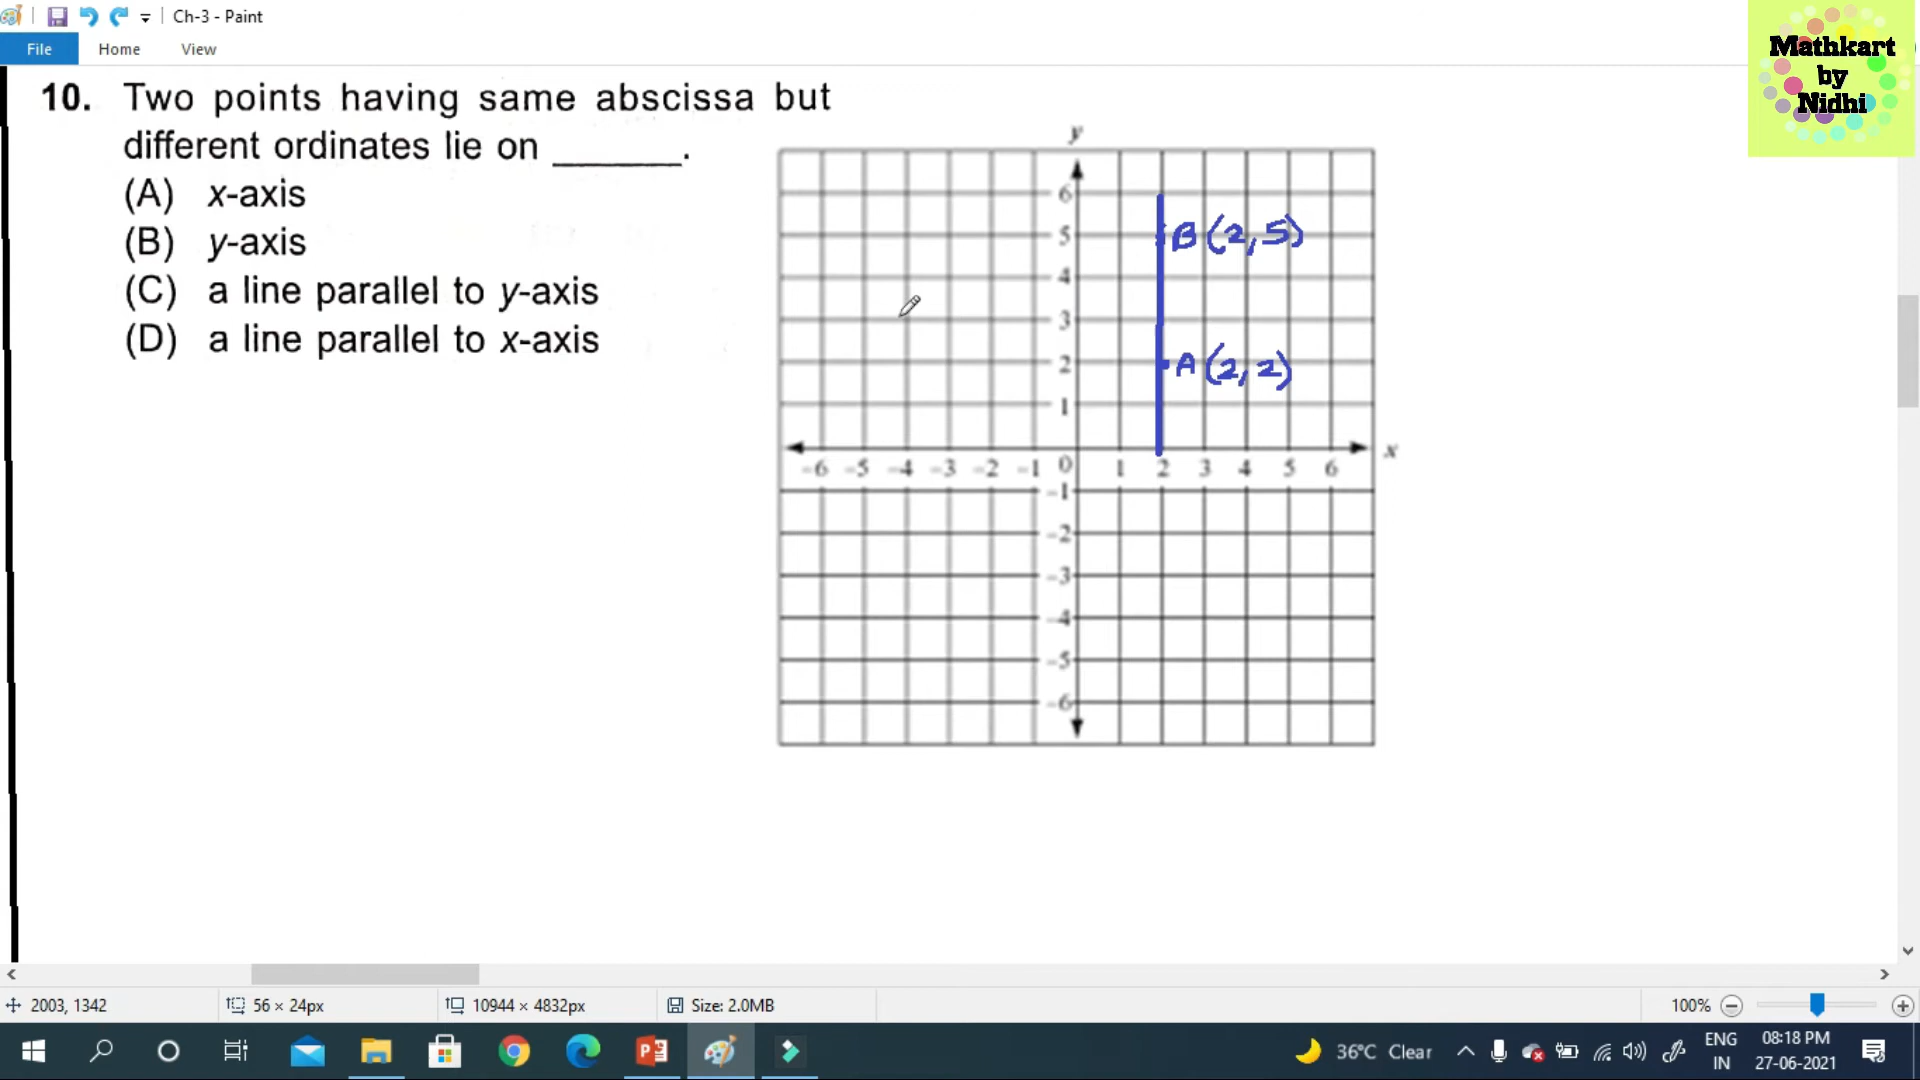 Ch-3 - Paint
File Home View
Mathkart
by
Nidhi
10. Two points having same abscissa but
different ordinates lie on ______.
(A) x-axis
(B) y-axis
(C) a line parallel to y-axis
(D) a line parallel to x-axis
y
6
5 B(2,5)
4
3
2 A(2,2)
1
x
-6 -5 -4 -3 -2 -1 0 1 2 3 4 5 6
-1
-2
-3
-4
-5
-6
2003, 1342 56 × 24px 10944 × 4832px Size: 2.0MB 100%
36°C Clear ENG IN 08:18 PM 27-06-2021